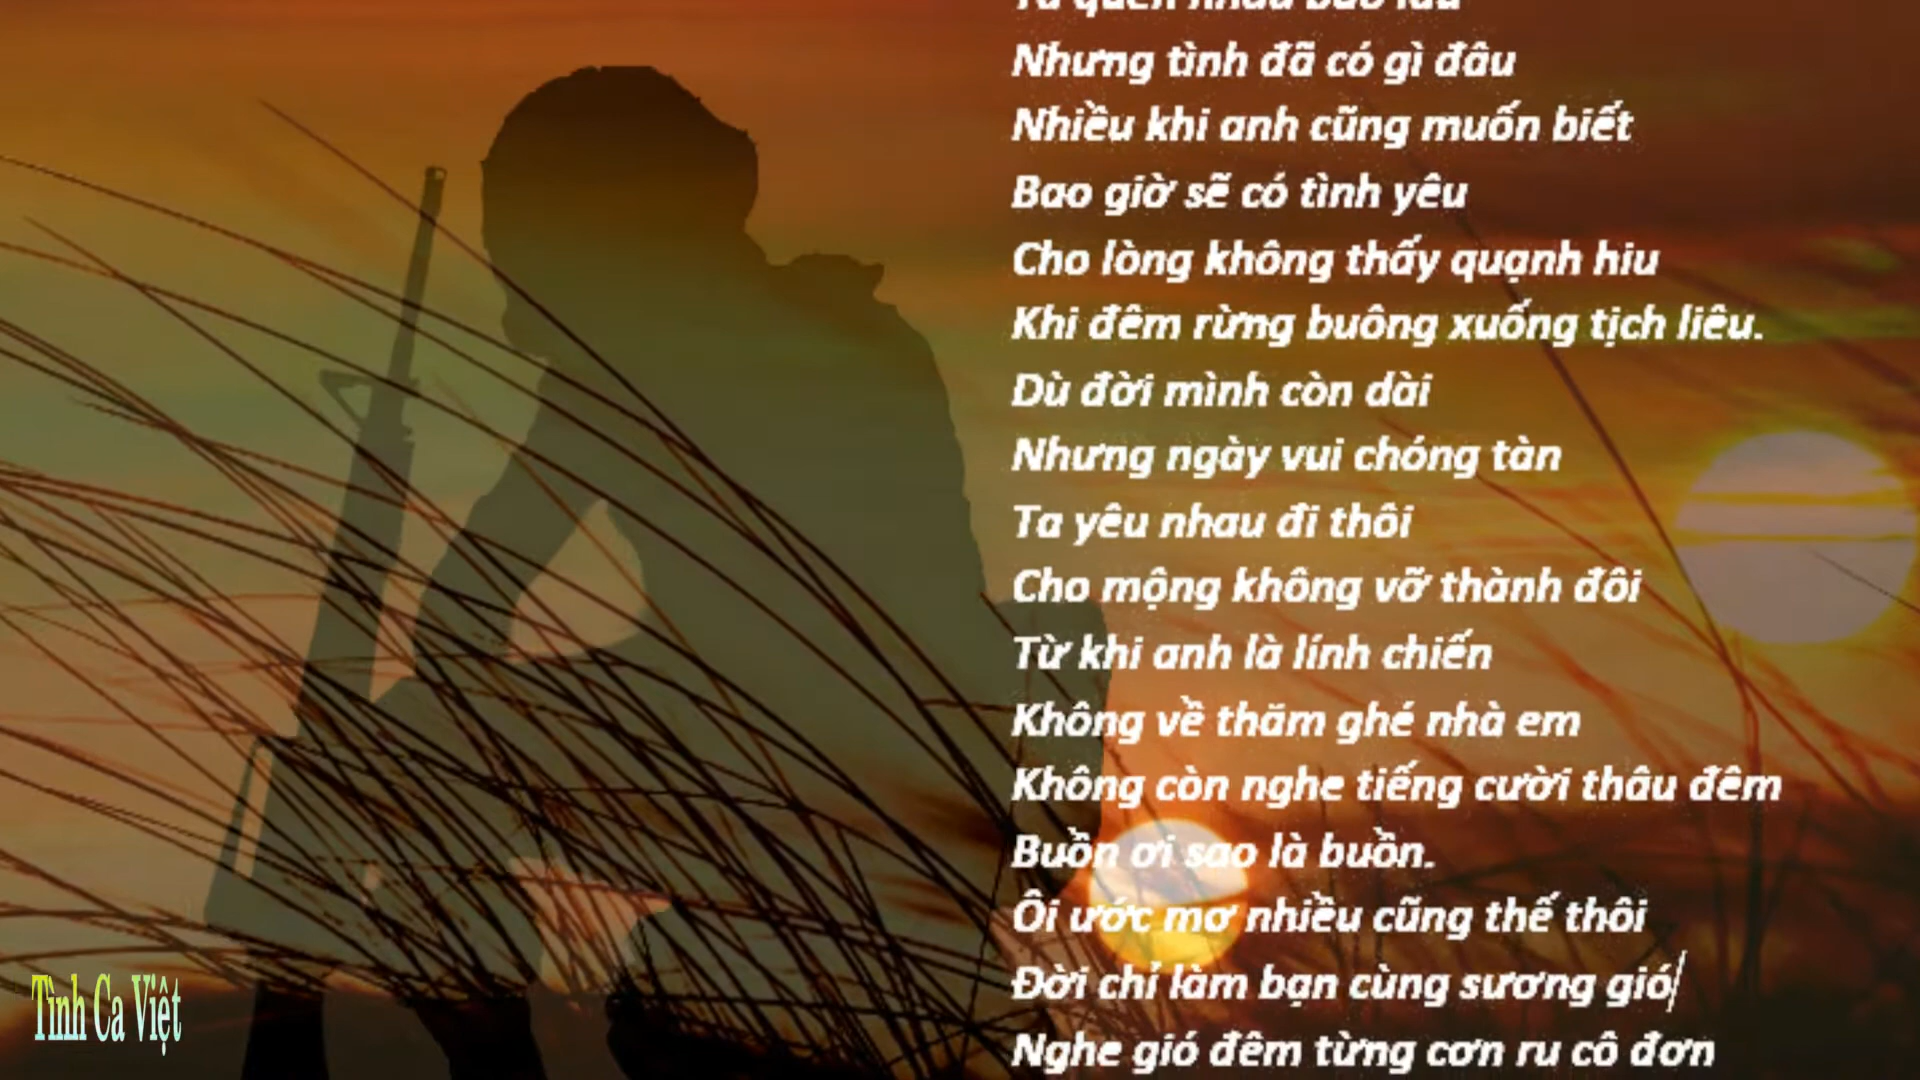 Ta quen nhau bao lâu
Nhưng tình đã có gì đâu
Nhiều khi anh cũng muốn biết
Bao giờ sẽ có tình yêu
Cho lòng không thấy quạnh hiu
Khi đêm rừng buông xuống tịch liêu.
Dù đời mình còn dài
Nhưng ngày vui chóng tàn
Ta yêu nhau đi thôi
Cho mộng không vỡ thành đôi
Từ khi anh là lính chiến
Không về thăm ghé nhà em
Không còn nghe tiếng cười thâu đêm
Buồn ơi sao là buồn.
Ôi ước mơ nhiều cũng thế thôi
Đời chỉ làm bạn cùng sương gió
Nghe gió đêm từng cơn ru cô đơn
Tình Ca Việt